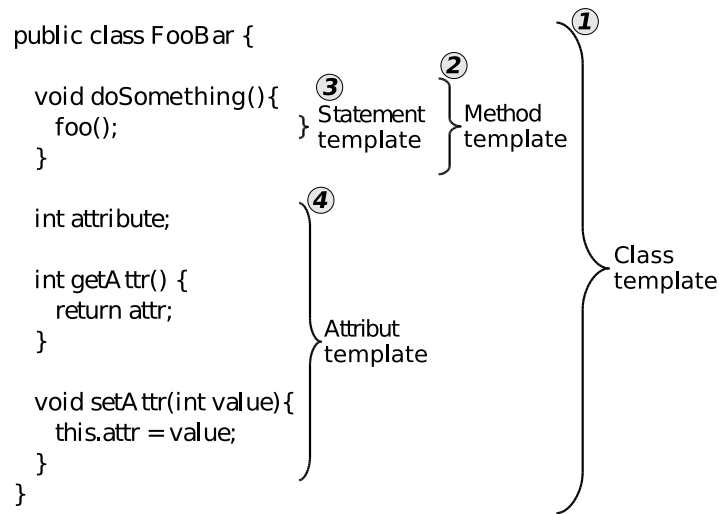 public class FooBar {
void doSomething(){
foo();
}
int attribute;
int getAttr() {
return attr;
}
void setAttr(int value){
this.attr = value;
}
}
1
Class
template
2
Method
template
3
Statement
template
4
Attribut
template